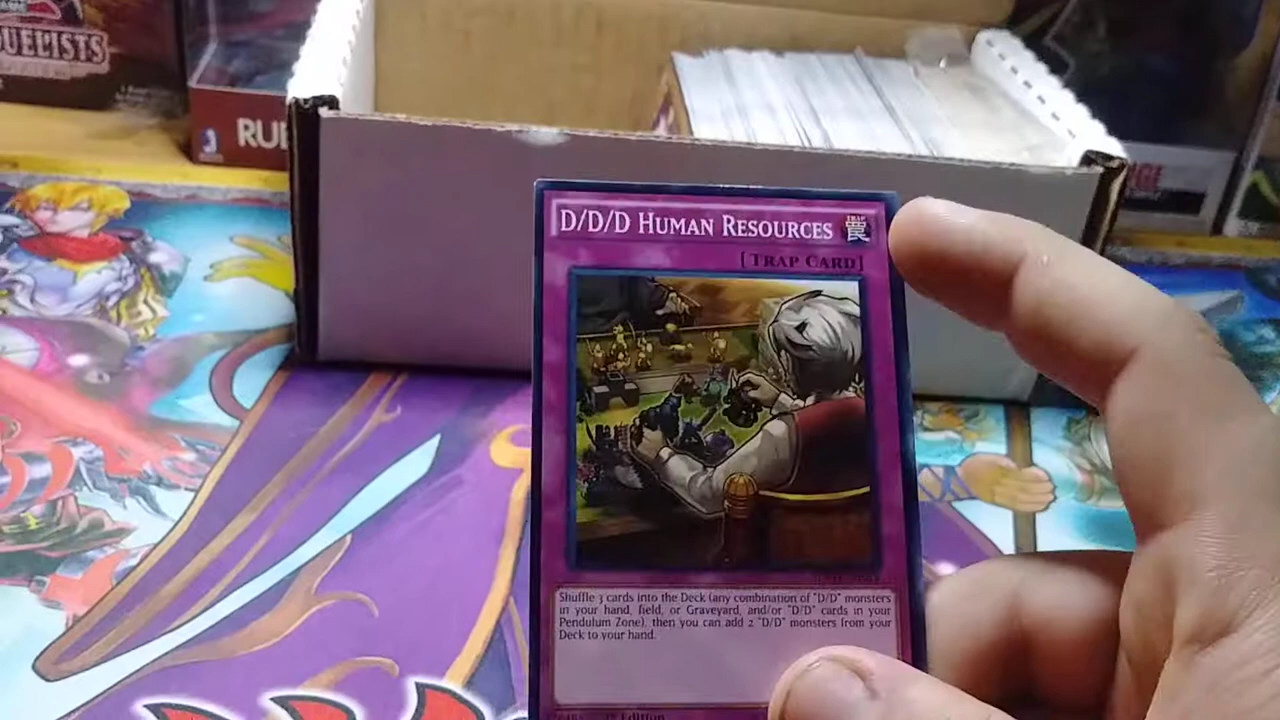 UELISTS
RUB
D/D/D HUMAN RESOURCES
TRAP
罠
[TRAP CARD]
Shuffle 3 cards into the Deck (any combination of "D/D" monsters
in your hand, field, or Graveyard, and/or "D/D" cards in your
Pendulum Zone), then you can add 2 "D/D" monsters from your
Deck to your hand.
1st Edition